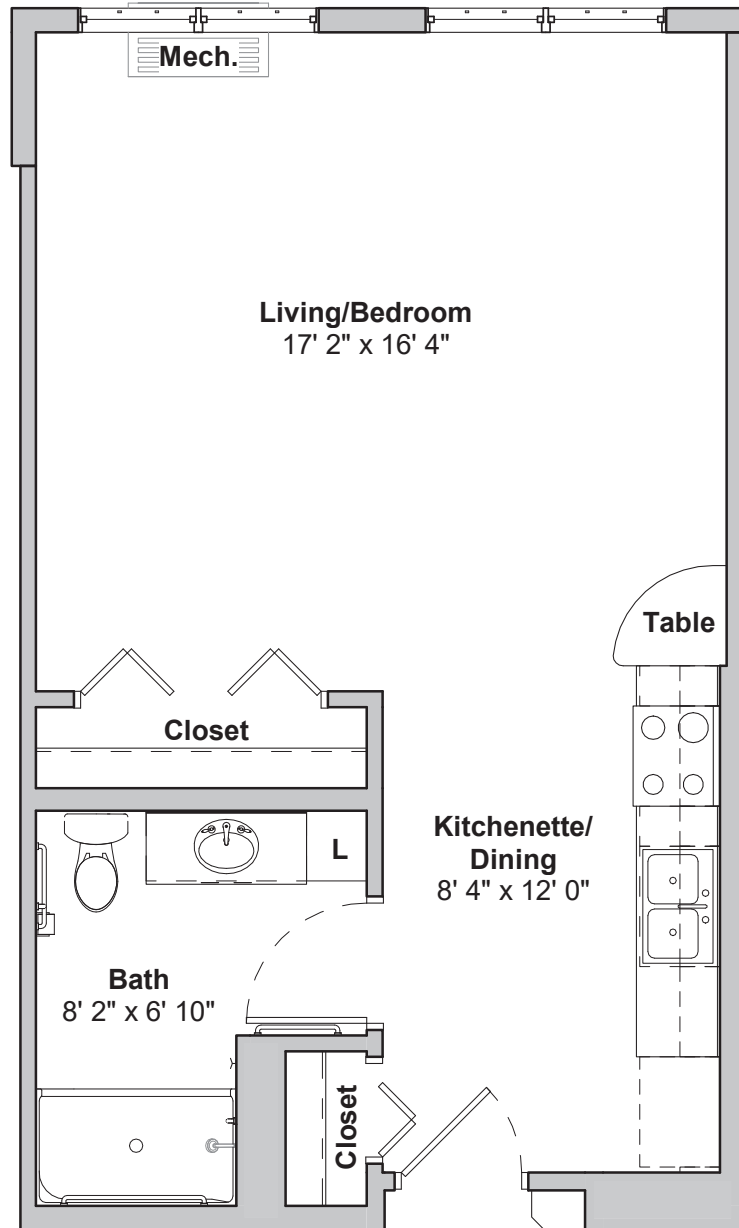 Mech.
Living/Bedroom
17' 2" x 16' 4"
Table
Closet
Kitchenette/
Dining
8' 4" x 12' 0"
L
Bath
8' 2" x 6' 10"
Closet